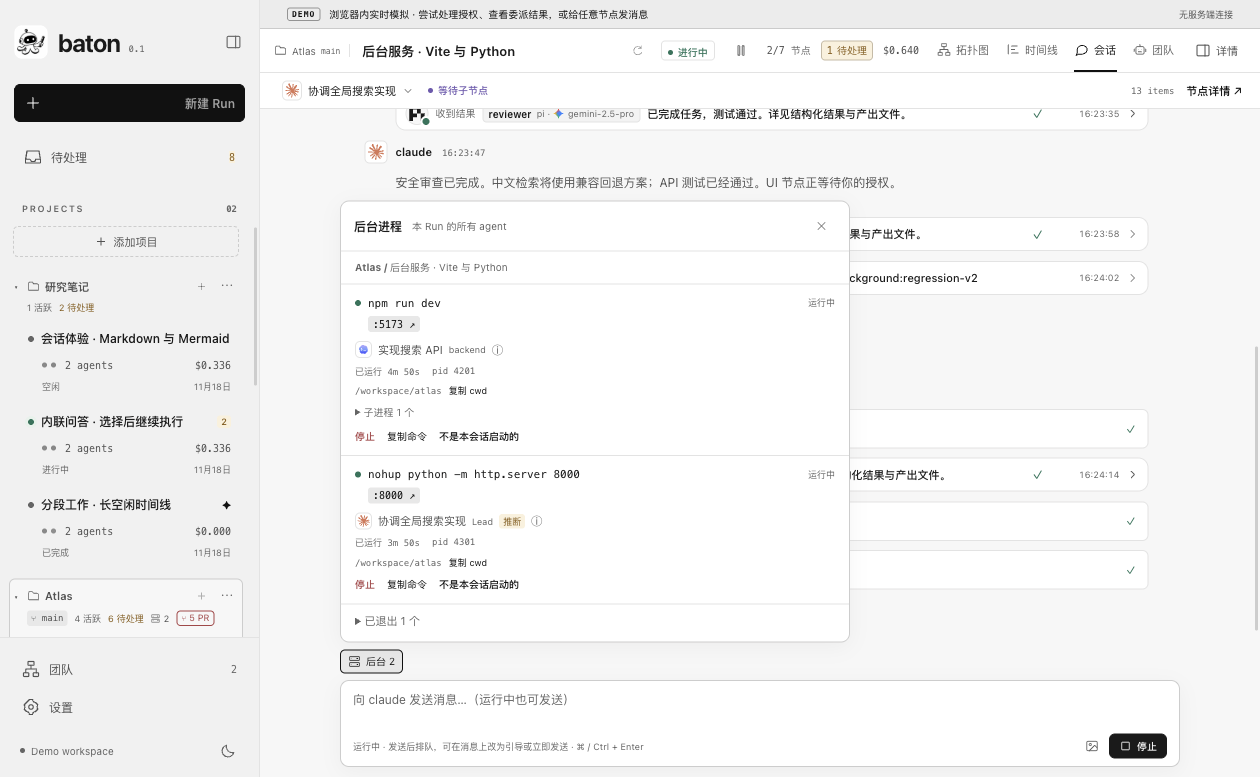 DEMO 浏览器内实时模拟 · 尝试处理授权、查看委派结果，或给任意节点发消息 无服务端连接
baton 0.1
新建 Run
待处理 8
PROJECTS 02
添加项目
研究笔记
1 活跃 2 待处理
会话体验 · Markdown 与 Mermaid
2 agents $0.336
空闲 11月18日
内联问答 · 选择后继续执行 2
2 agents $0.336
进行中 11月18日
分段工作 · 长空闲时间线
2 agents $0.000
已完成 11月18日
Atlas
main 4 活跃 6 待处理 2 5 PR
团队 2
设置
Demo workspace
Atlas main 后台服务 · Vite 与 Python 进行中 2/7 节点 1 待处理 $0.640 拓扑图 时间线 会话 团队 详情
协调全局搜索实现 等待子节点 13 items 节点详情 ↗
收到结果 reviewer pi · gemini-2.5-pro 已完成任务，测试通过。详见结构化结果与产出文件。 16:23:35
claude 16:23:47
安全审查已完成。中文检索将使用兼容回退方案；API 测试已经通过。UI 节点正等待你的授权。
果与产出文件。 16:23:58
ckground:regression-v2 16:24:02
化结果与产出文件。 16:24:14
后台进程 本 Run 的所有 agent
Atlas / 后台服务 · Vite 与 Python
npm run dev 运行中
:5173 ↗
实现搜索 API backend
已运行 4m 50s pid 4201
/workspace/atlas 复制 cwd
子进程 1 个
停止 复制命令 不是本会话启动的
nohup python -m http.server 8000 运行中
:8000 ↗
协调全局搜索实现 Lead 推断
已运行 3m 50s pid 4301
/workspace/atlas 复制 cwd
停止 复制命令 不是本会话启动的
已退出 1 个
后台 2
向 claude 发送消息…（运行中也可发送）
运行中 · 发送后排队，可在消息上改为引导或立即发送 · ⌘ / Ctrl + Enter 停止